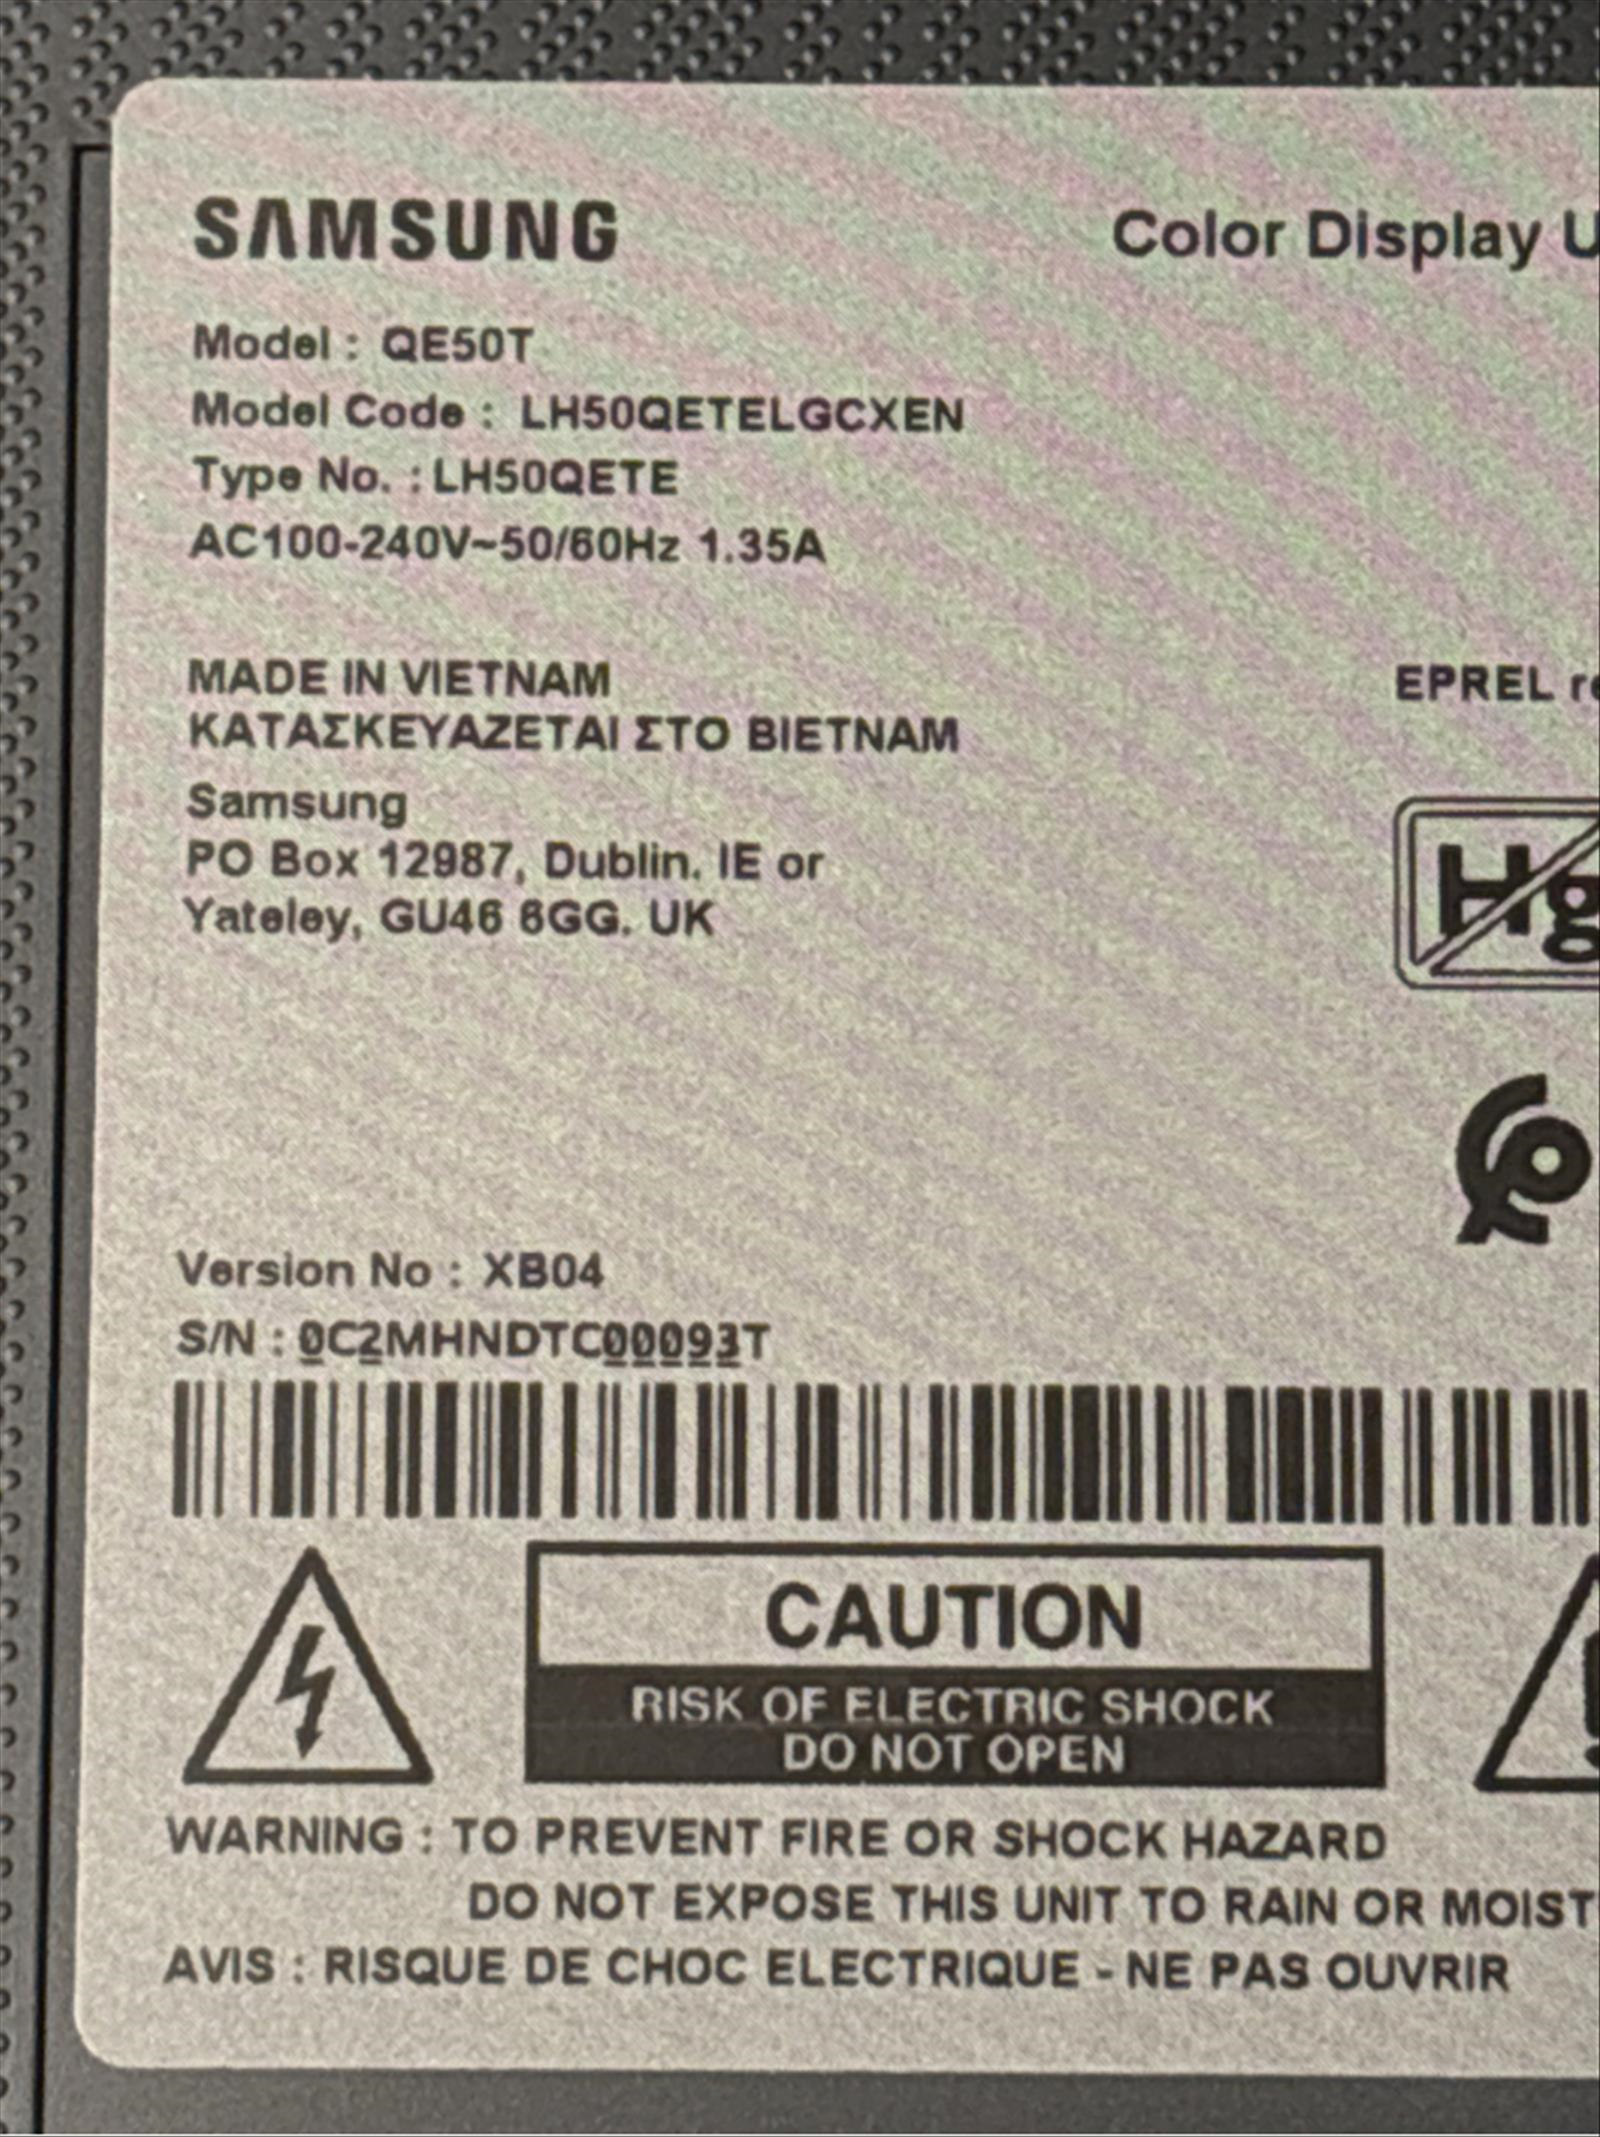 SAMSUNG
Color Display U
Model : QE50T
Model Code : LH50QETELGCXEN
Type No. : LH50QETE
AC100-240V~50/60Hz 1.35A
MADE IN VIETNAM
ΚΑΤΑΣΚΕΥΑΖΕΤΑΙ ΣΤΟ ΒΙΕΤΝΑΜ
EPREL re
Samsung
PO Box 12987, Dublin. IE or
Yateley, GU46 6GG. UK
Hg
Version No : XB04
S/N : 0C2MHNDTC00093T
CAUTION
RISK OF ELECTRIC SHOCK
DO NOT OPEN
WARNING : TO PREVENT FIRE OR SHOCK HAZARD
DO NOT EXPOSE THIS UNIT TO RAIN OR MOIST
AVIS : RISQUE DE CHOC ELECTRIQUE - NE PAS OUVRIR